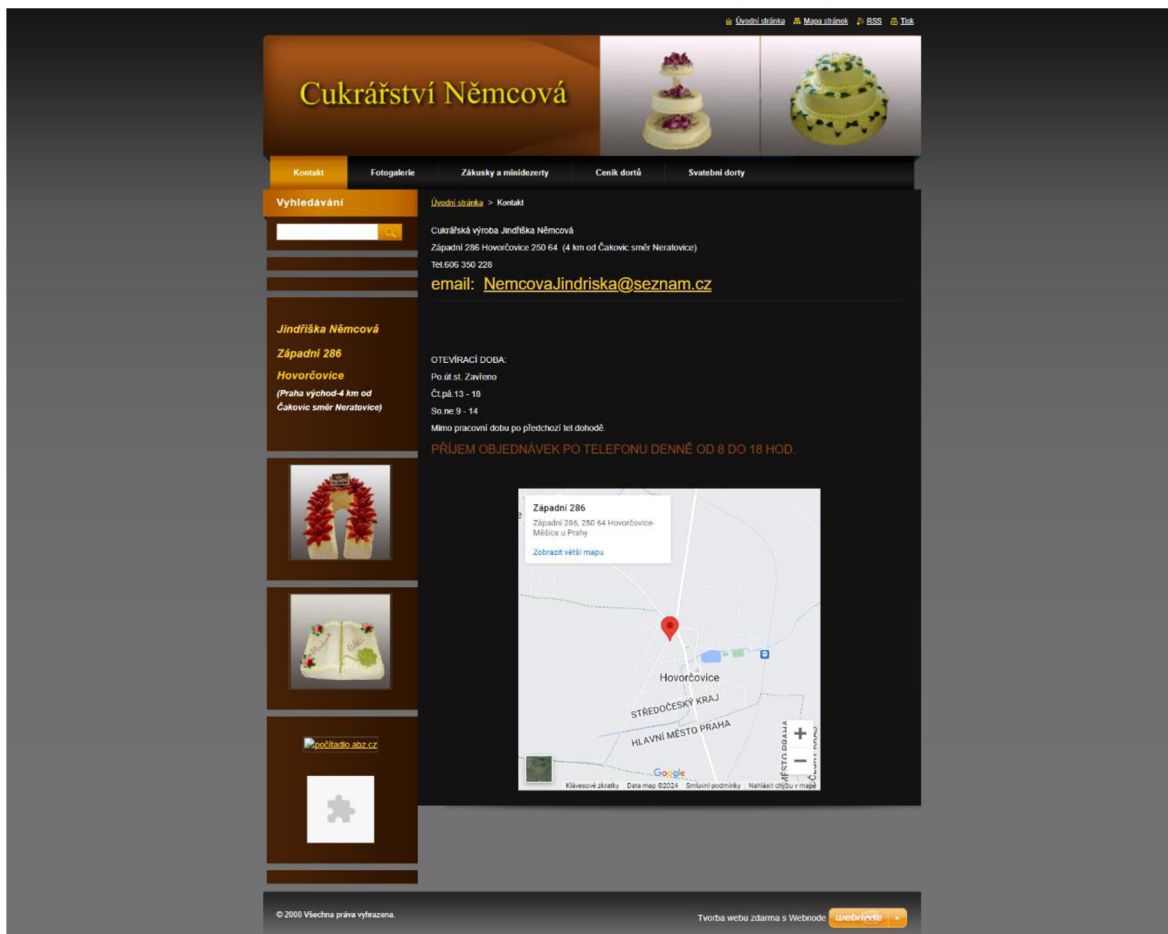 Úvodní stránka Mapa stránek RSS Tisk
Cukrářství Němcová
Kontakt Fotogalerie Zákusky a minidezerty Ceník dortů Svatební dorty
Vyhledávání
Úvodní stránka > Kontakt
Cukrářská výroba Jindřiška Němcová
Západní 286 Hovorčovice 250 64 (4 km od Čakovic směr Neratovice)
Tel.606 350 228
email: NemcovaJindriska@seznam.cz
Jindřiška Němcová
Západní 286
Hovorčovice
(Praha východ-4 km od
Čakovic směr Neratovice)
OTEVÍRACÍ DOBA:
Po.út.st. Zavřeno
Čt.pá.13 - 18
So.ne.9 - 14
Mimo pracovní dobu po předchozí tel.dohodě.
PŘÍJEM OBJEDNÁVEK PO TELEFONU DENNĚ OD 8 DO 18 HOD.
Západní 286
Západní 286, 250 64 Hovorčovice-
Měšice u Prahy
Zobrazit větší mapu
Hovorčovice
STŘEDOČESKÝ KRAJ
HLAVNÍ MĚSTO PRAHA
MĚSTO PRAHA
Google
Klávesové zkratky Data map ©2024 Smluvní podmínky Nahlásit chybu v mapě
počítadlo.abz.cz
© 2008 Všechna práva vyhrazena.
Tvorba webu zdarma s Webnode webnode